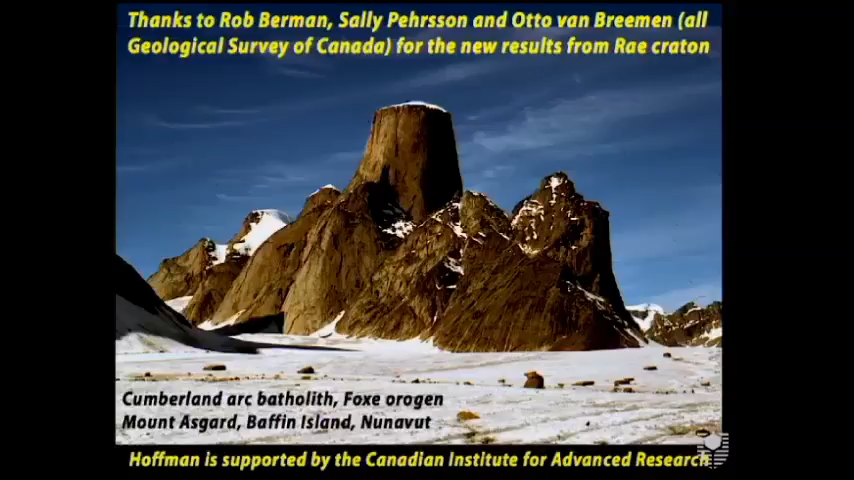 Thanks to Rob Berman, Sally Pehrsson and Otto van Breemen (all
Geological Survey of Canada) for the new results from Rae craton
Cumberland arc batholith, Foxe orogen
Mount Asgard, Baffin Island, Nunavut
Hoffman is supported by the Canadian Institute for Advanced Research